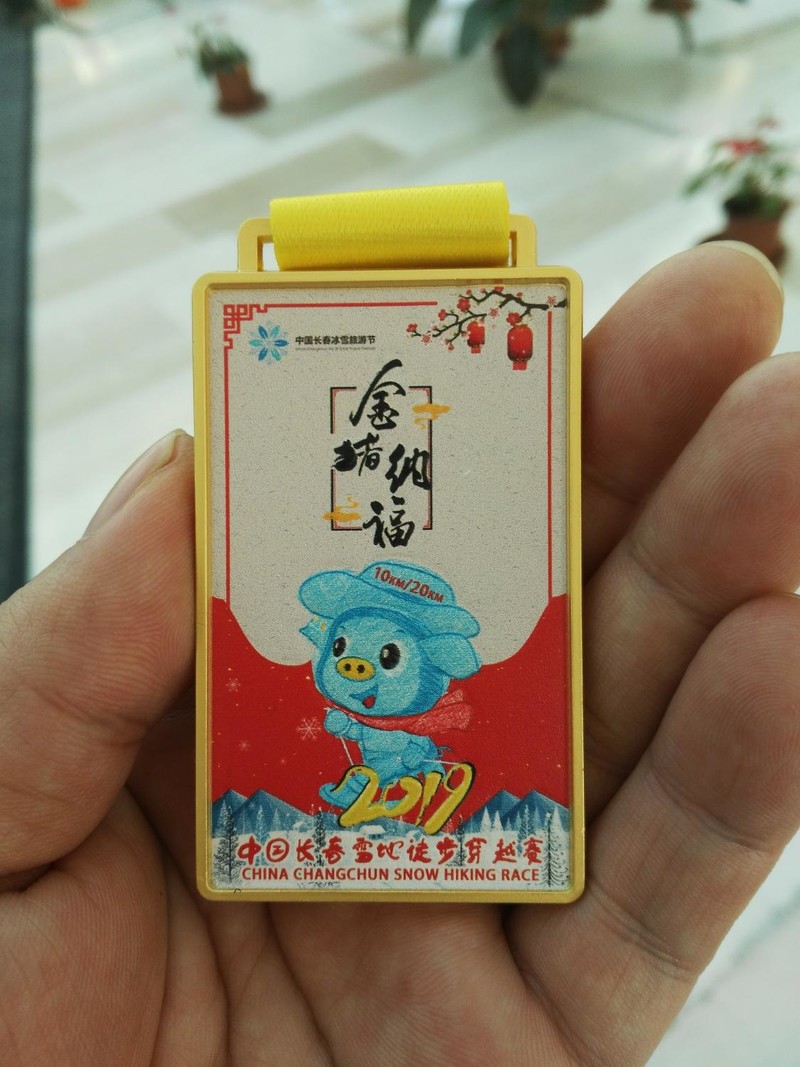 中国长春冰雪旅游节
金猪纳福
10KM/20KM
2019
中国长春雪地徒步穿越赛
CHINA CHANGCHUN SNOW HIKING RACE